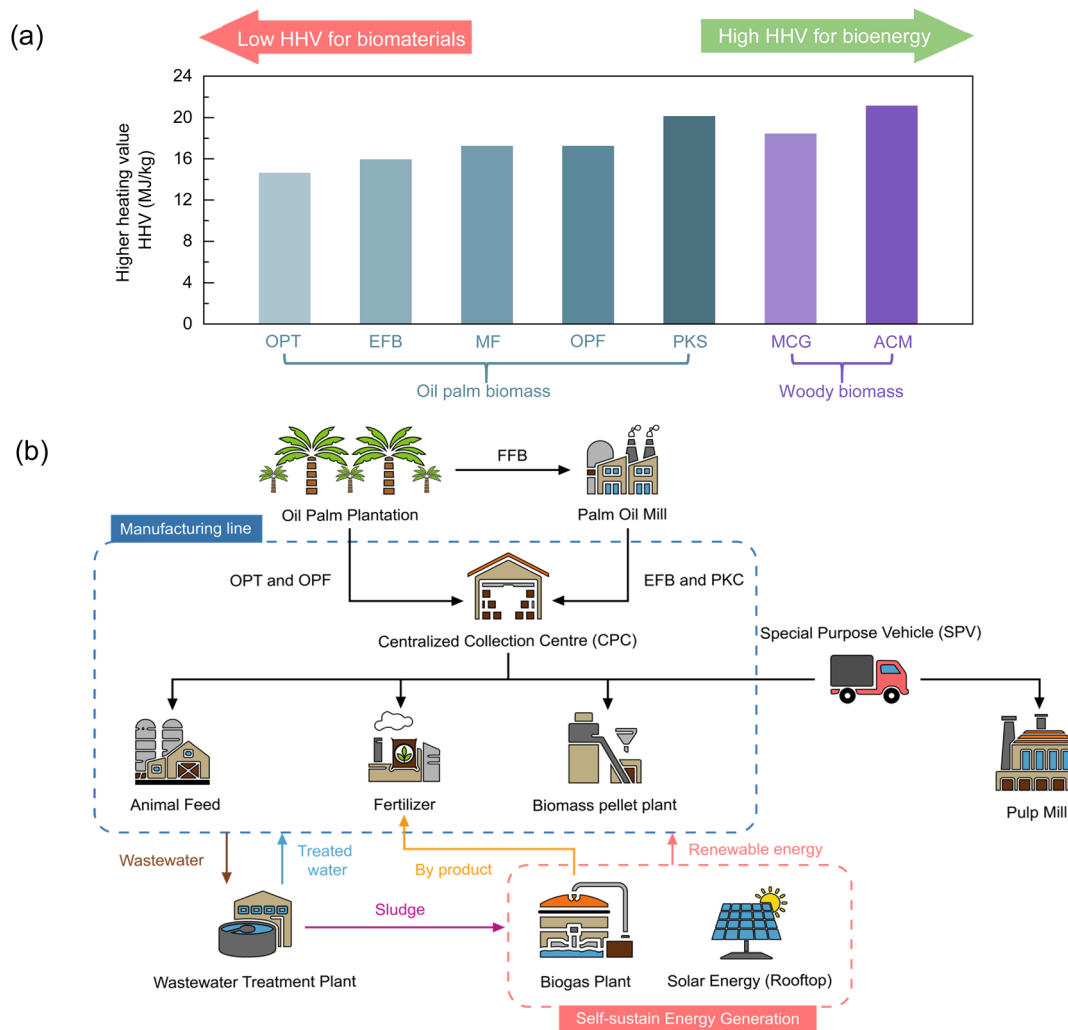 (a)
Low HHV for biomaterials
High HHV for bioenergy
Higher heating value
HHV (MJ/kg)
24
20
16
12
8
4
0
OPT
EFB
MF
OPF
PKS
MCG
ACM
Oil palm biomass
Woody biomass
(b)
FFB
Oil Palm Plantation
Palm Oil Mill
Manufacturing line
OPT and OPF
EFB and PKC
Centralized Collection Centre (CPC)
Special Purpose Vehicle (SPV)
Animal Feed
Fertilizer
Biomass pellet plant
Pulp Mill
Wastewater
Treated
water
By product
Renewable energy
Sludge
Wastewater Treatment Plant
Biogas Plant
Solar Energy (Rooftop)
Self-sustain Energy Generation